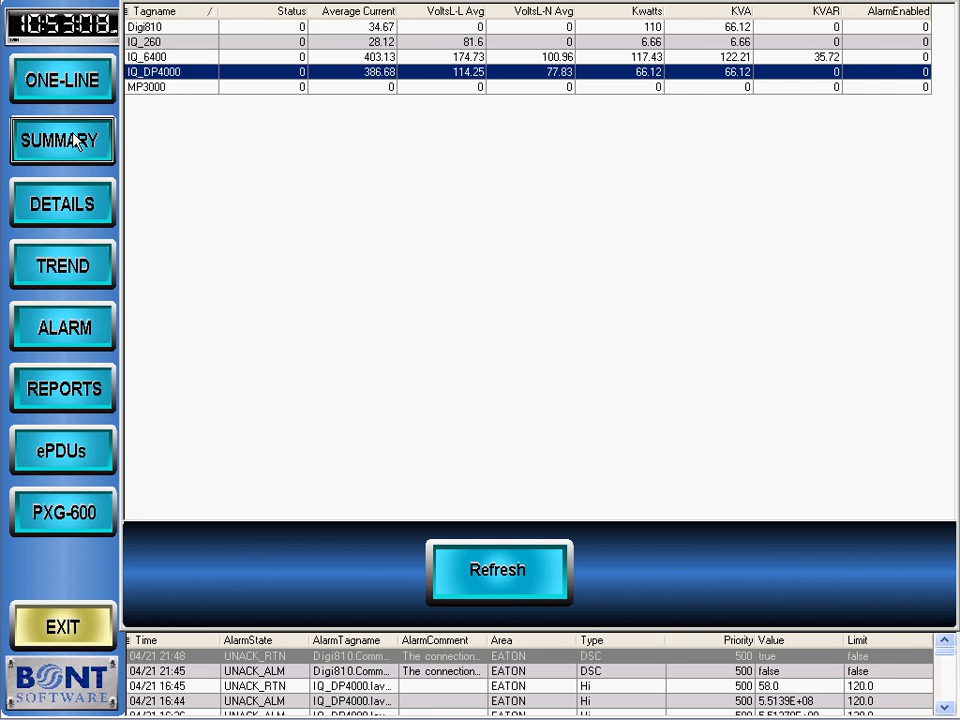 10:53:01
ONE-LINE
SUMMARY
DETAILS
TREND
ALARM
REPORTS
ePDUs
PXG-600
EXIT
BONT
SOFTWARE
Tagname / Status Average Current VoltsL-L Avg VoltsL-N Avg Kwatts KVA KVAR AlarmEnabled
Digi810 0 34.67 0 0 110 66.12 0 0
IQ_260 0 28.12 81.6 0 6.66 6.66 0 0
IQ_6400 0 403.13 174.73 100.96 117.43 122.21 35.72 0
IQ_DP4000 0 386.68 114.25 77.83 66.12 66.12 0 0
MP3000 0 0 0 0 0 0 0 0
Refresh
Time AlarmState AlarmTagname AlarmComment Area Type Priority Value Limit
04/21 21:48 UNACK_RTN Digi810.Comm... The connection... EATON DSC 500 true false
04/21 21:45 UNACK_ALM Digi810.Comm... The connection... EATON DSC 500 false false
04/21 16:45 UNACK_RTN IQ_DP4000.Iav... EATON Hi 500 58.0 120.0
04/21 16:44 UNACK_ALM IQ_DP4000.Iav... EATON Hi 500 5.5139E+08 120.0